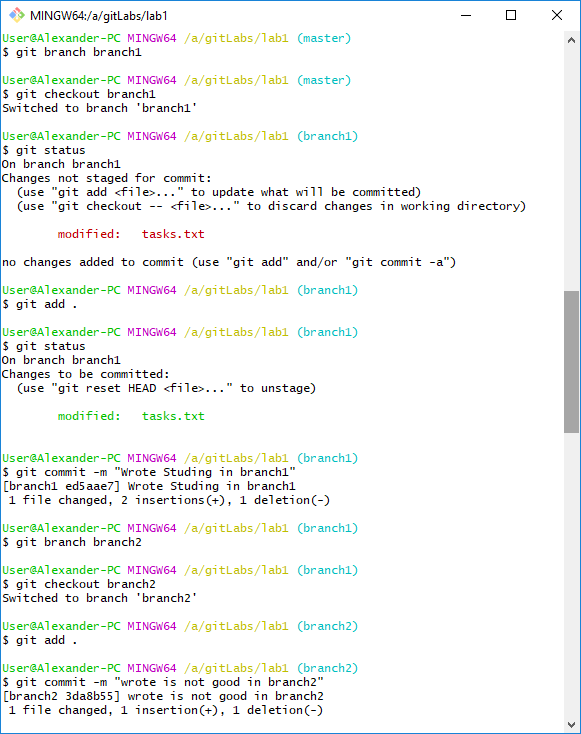 MINGW64:/a/gitLabs/lab1
User@Alexander-PC MINGW64 /a/gitLabs/lab1 (master)
$ git branch branch1
User@Alexander-PC MINGW64 /a/gitLabs/lab1 (master)
$ git checkout branch1
Switched to branch 'branch1'
User@Alexander-PC MINGW64 /a/gitLabs/lab1 (branch1)
$ git status
On branch branch1
Changes not staged for commit:
  (use "git add <file>..." to update what will be committed)
  (use "git checkout -- <file>..." to discard changes in working directory)
        modified:   tasks.txt
no changes added to commit (use "git add" and/or "git commit -a")
User@Alexander-PC MINGW64 /a/gitLabs/lab1 (branch1)
$ git add .
User@Alexander-PC MINGW64 /a/gitLabs/lab1 (branch1)
$ git status
On branch branch1
Changes to be committed:
  (use "git reset HEAD <file>..." to unstage)
        modified:   tasks.txt
User@Alexander-PC MINGW64 /a/gitLabs/lab1 (branch1)
$ git commit -m "Wrote Studing in branch1"
[branch1 ed5aae7] Wrote Studing in branch1
 1 file changed, 2 insertions(+), 1 deletion(-)
User@Alexander-PC MINGW64 /a/gitLabs/lab1 (branch1)
$ git branch branch2
User@Alexander-PC MINGW64 /a/gitLabs/lab1 (branch1)
$ git checkout branch2
Switched to branch 'branch2'
User@Alexander-PC MINGW64 /a/gitLabs/lab1 (branch2)
$ git add .
User@Alexander-PC MINGW64 /a/gitLabs/lab1 (branch2)
$ git commit -m "wrote is not good in branch2"
[branch2 3da8b55] wrote is not good in branch2
 1 file changed, 1 insertion(+), 1 deletion(-)